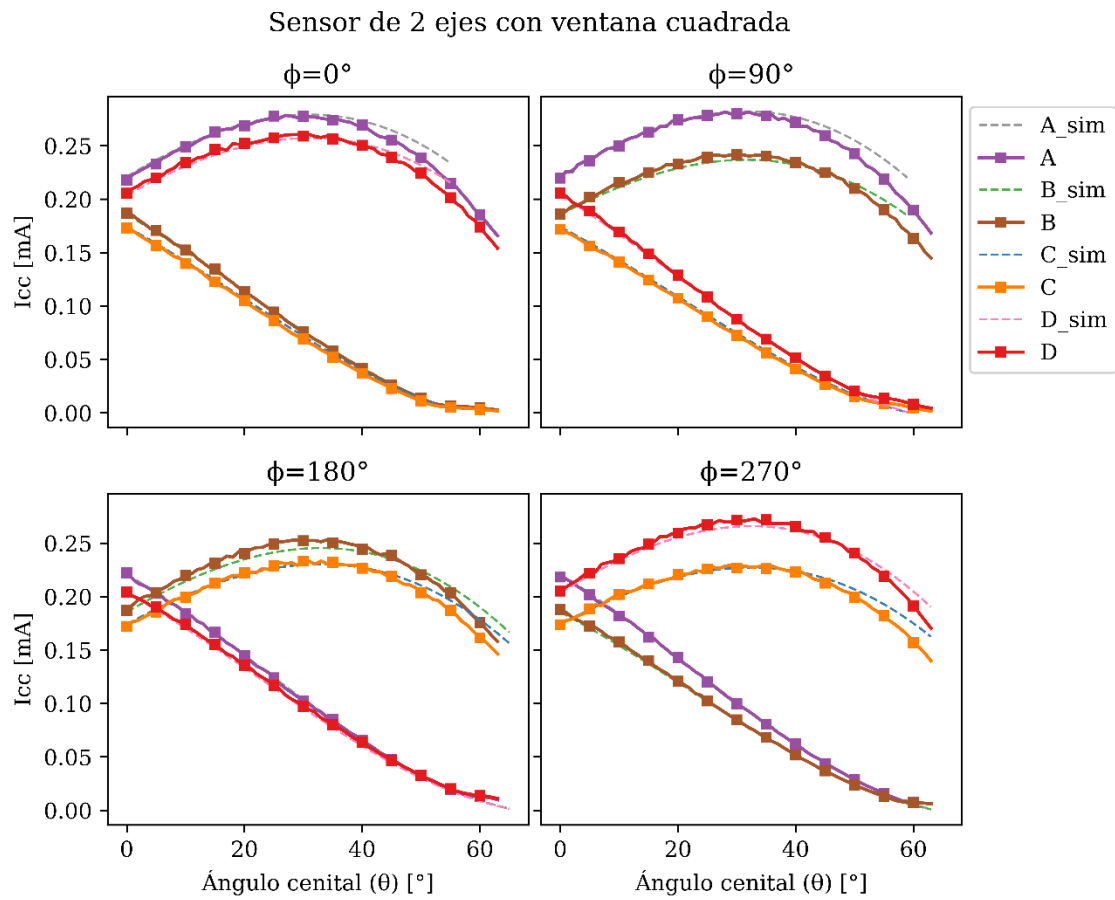 Sensor de 2 ejes con ventana cuadrada
ϕ=0°
ϕ=90°
Icc [mA]
0.25
0.20
0.15
0.10
0.05
0.00
A_sim
A
B_sim
B
C_sim
C
D_sim
D
ϕ=180°
ϕ=270°
Icc [mA]
0.25
0.20
0.15
0.10
0.05
0.00
0 20 40 60
0 20 40 60
Ángulo cenital (θ) [°]
Ángulo cenital (θ) [°]